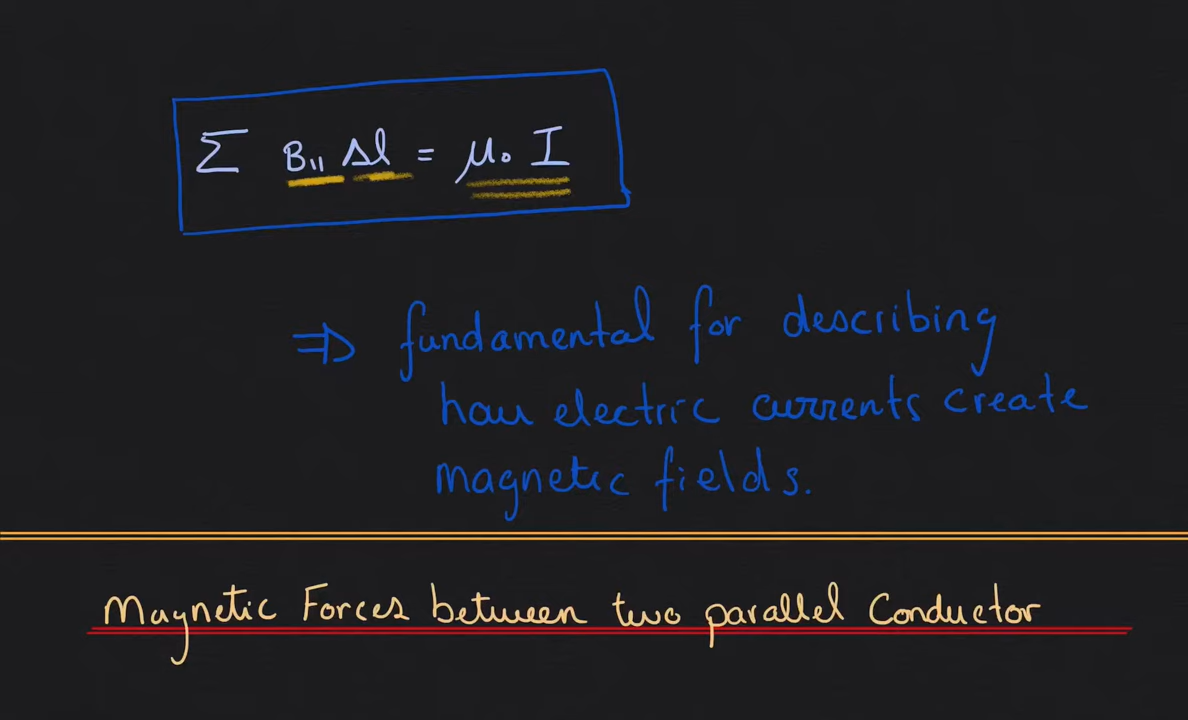 Σ B∥ Δl = μ₀ I
⇒ fundamental for describing
how electric currents create
magnetic fields.
Magnetic Forces between two parallel Conductor